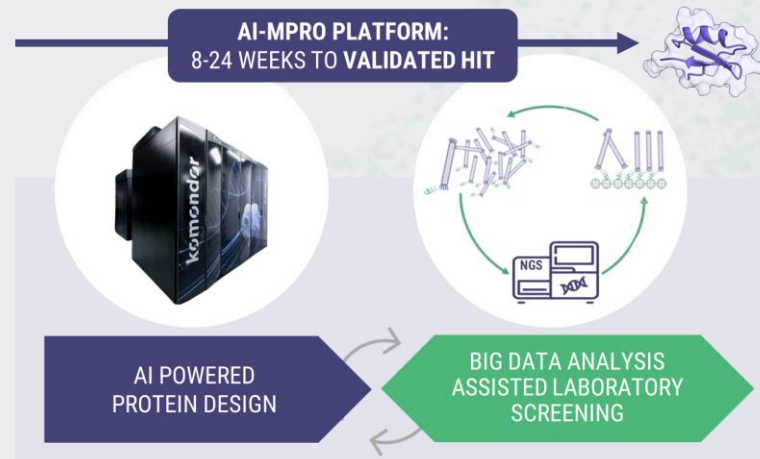 AI-MPRO PLATFORM:
8-24 WEEKS TO VALIDATED HIT
komondor
NGS
AI POWERED
PROTEIN DESIGN
BIG DATA ANALYSIS
ASSISTED LABORATORY
SCREENING